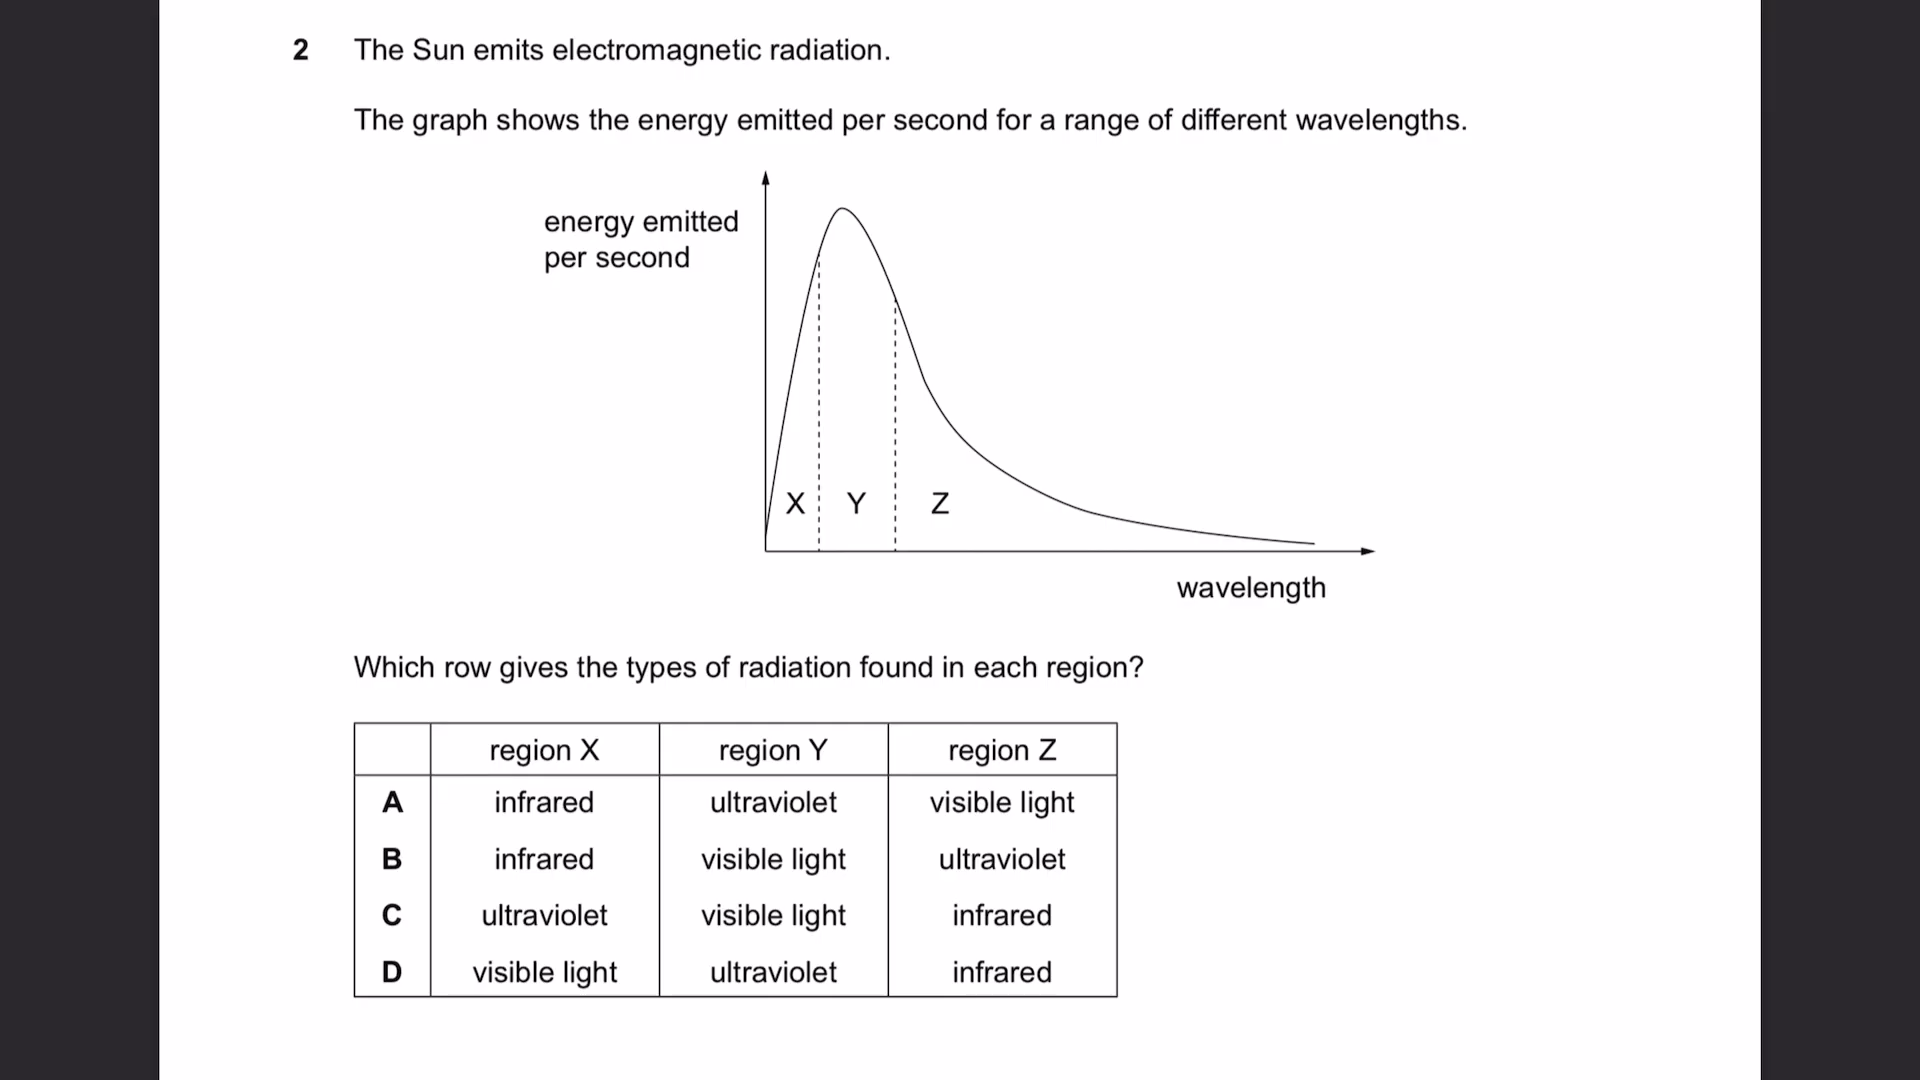 2 The Sun emits electromagnetic radiation.
The graph shows the energy emitted per second for a range of different wavelengths.
energy emitted
per second
X Y Z
wavelength
Which row gives the types of radiation found in each region?
region X region Y region Z
A infrared ultraviolet visible light
B infrared visible light ultraviolet
C ultraviolet visible light infrared
D visible light ultraviolet infrared